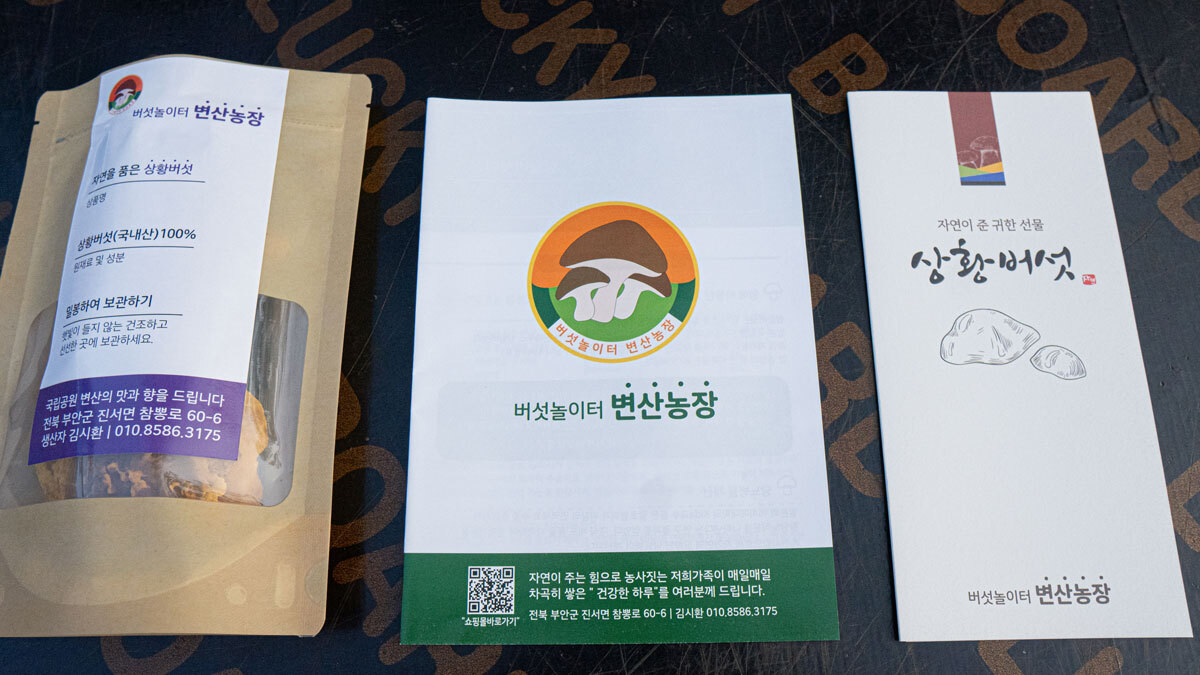 버섯놀이터 변산농장
자연을 품은 상황버섯
상품명
상황버섯(국내산)100%
원재료 및 성분
밀봉하여 보관하기
햇빛이 들지 않는 건조하고
선선한 곳에 보관하세요.
국립공원 변산의 맛과 향을 드립니다
전북 부안군 진서면 참뽕로 60-6
생산자 김시환 | 010.8586.3175
버섯놀이터 변산농장
버섯놀이터 변산농장
"쇼핑몰바로가기"
자연이 주는 힘으로 농사짓는 저희가족이 매일매일
차곡히 쌓은 " 건강한 하루"를 여러분께 드립니다.
전북 부안군 진서면 참뽕로 60-6 | 김시환 010.8586.3175
자연이 준 귀한 선물
상황버섯
버섯놀이터 변산농장
LUCKY
BOARD